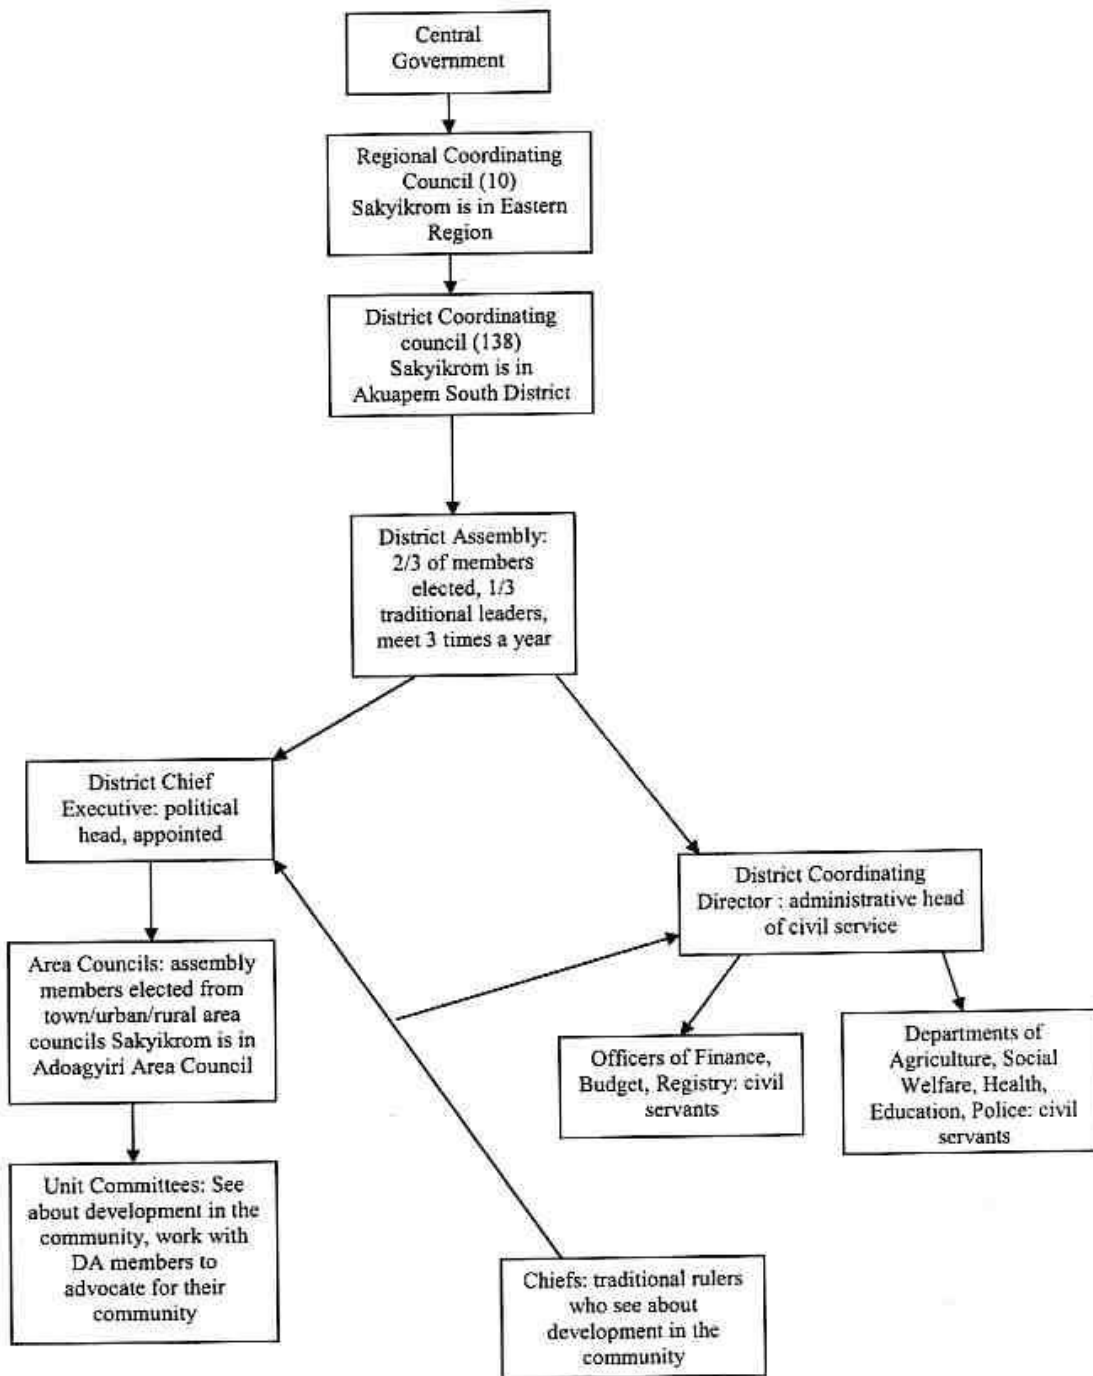 Central
Government
Regional Coordinating
Council (10)
Sakyikrom is in Eastern
Region
District Coordinating
council (138)
Sakyikrom is in
Akuapem South District
District Assembly:
2/3 of members
elected, 1/3
traditional leaders,
meet 3 times a year
District Chief
Executive: political
head, appointed
District Coordinating
Director : administrative head
of civil service
Area Councils: assembly
members elected from
town/urban/rural area
councils Sakyikrom is in
Adoagyiri Area Council
Officers of Finance,
Budget, Registry: civil
servants
Departments of
Agriculture, Social
Welfare, Health,
Education, Police: civil
servants
Unit Committees: See
about development in the
community, work with
DA members to
advocate for their
community
Chiefs: traditional rulers
who see about
development in the
community